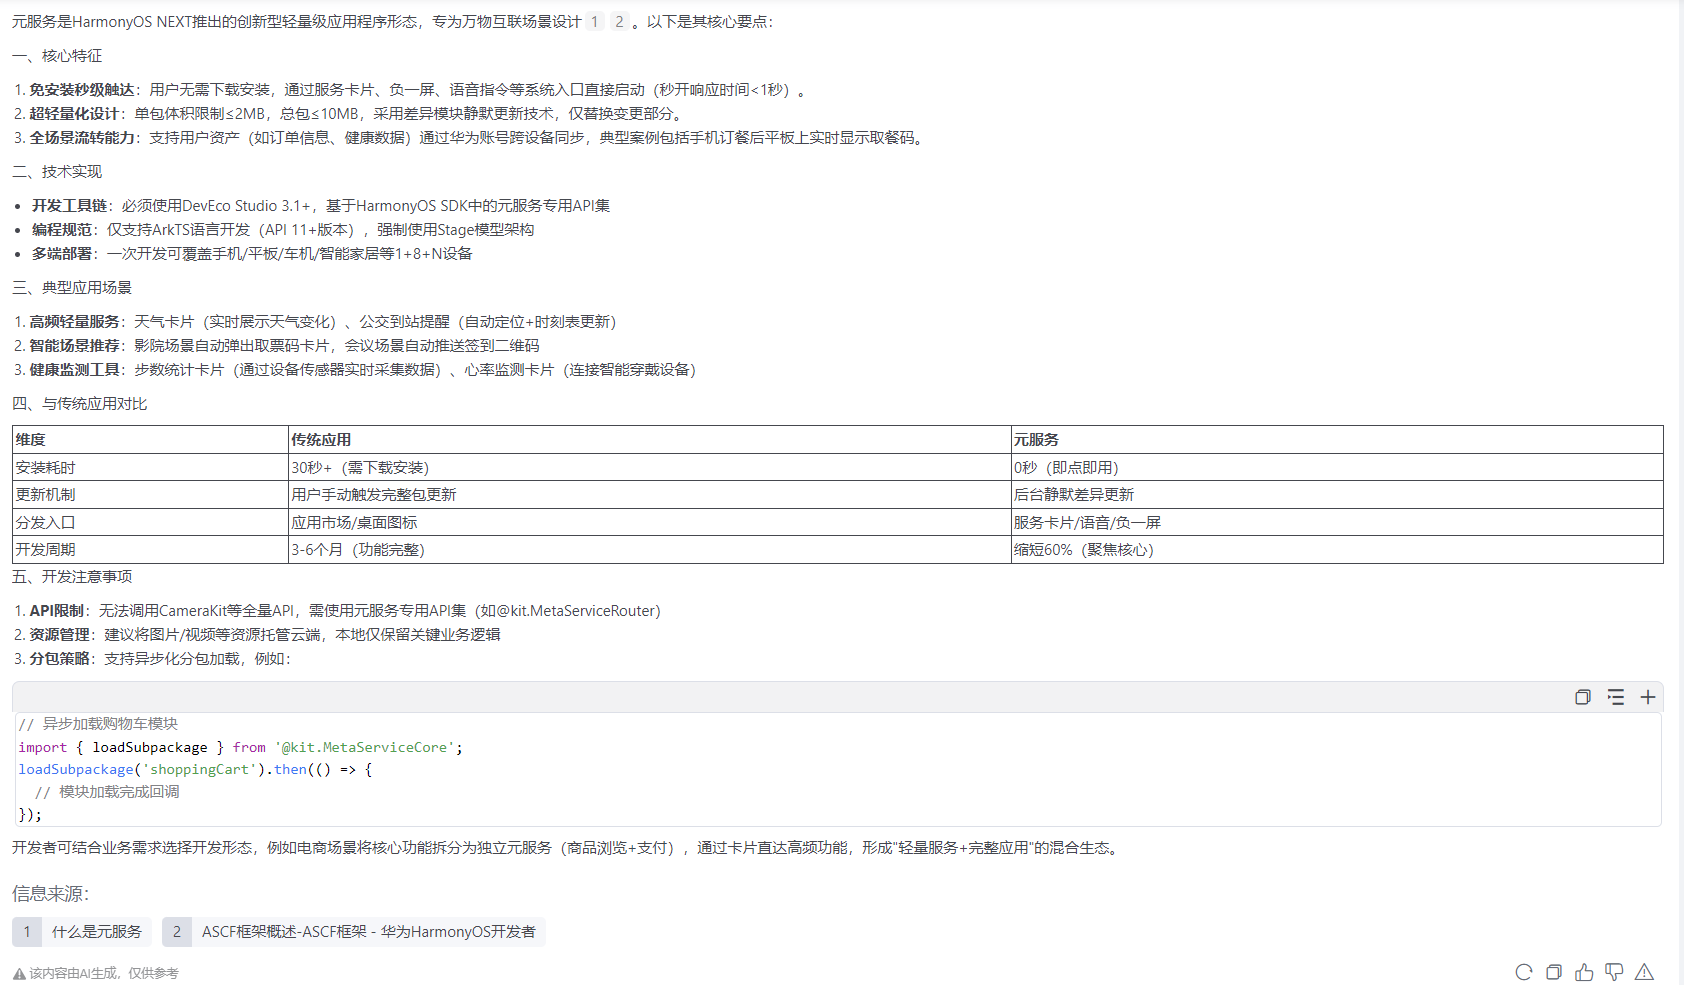 元服务是HarmonyOS NEXT推出的创新型轻量级应用程序形态，专为万物互联场景设计 1 2 。以下是其核心要点：
一、核心特征
1. 免安装秒级触达：用户无需下载安装，通过服务卡片、负一屏、语音指令等系统入口直接启动（秒开响应时间<1秒）。
2. 超轻量化设计：单包体积限制≤2MB，总包≤10MB，采用差异模块静默更新技术，仅替换变更部分。
3. 全场景流转能力：支持用户资产（如订单信息、健康数据）通过华为账号跨设备同步，典型案例包括手机订餐后平板上实时显示取餐码。
二、技术实现
• 开发工具链：必须使用DevEco Studio 3.1+，基于HarmonyOS SDK中的元服务专用API集
• 编程规范：仅支持ArkTS语言开发（API 11+版本），强制使用Stage模型架构
• 多端部署：一次开发可覆盖手机/平板/车机/智能家居等1+8+N设备
三、典型应用场景
1. 高频轻量服务：天气卡片（实时展示天气变化）、公交到站提醒（自动定位+时刻表更新）
2. 智能场景推荐：影院场景自动弹出取票码卡片，会议场景自动推送签到二维码
3. 健康监测工具：步数统计卡片（通过设备传感器实时采集数据）、心率监测卡片（连接智能穿戴设备）
四、与传统应用对比
维度 传统应用 元服务
安装耗时 30秒+（需下载安装） 0秒（即点即用）
更新机制 用户手动触发完整包更新 后台静默差异更新
分发入口 应用市场/桌面图标 服务卡片/语音/负一屏
开发周期 3-6个月（功能完整） 缩短60%（聚焦核心）
五、开发注意事项
1. API限制：无法调用CameraKit等全量API，需使用元服务专用API集（如@kit.MetaServiceRouter）
2. 资源管理：建议将图片/视频等资源托管云端，本地仅保留关键业务逻辑
3. 分包策略：支持异步化分包加载，例如：
// 异步加载购物车模块
import { loadSubpackage } from '@kit.MetaServiceCore';
loadSubpackage('shoppingCart').then(() => {
  // 模块加载完成回调
});
开发者可结合业务需求选择开发形态，例如电商场景将核心功能拆分为独立元服务（商品浏览+支付），通过卡片直达高频功能，形成"轻量服务+完整应用"的混合生态。
信息来源：
1 什么是元服务 2 ASCF框架概述-ASCF框架 - 华为HarmonyOS开发者
该内容由AI生成，仅供参考